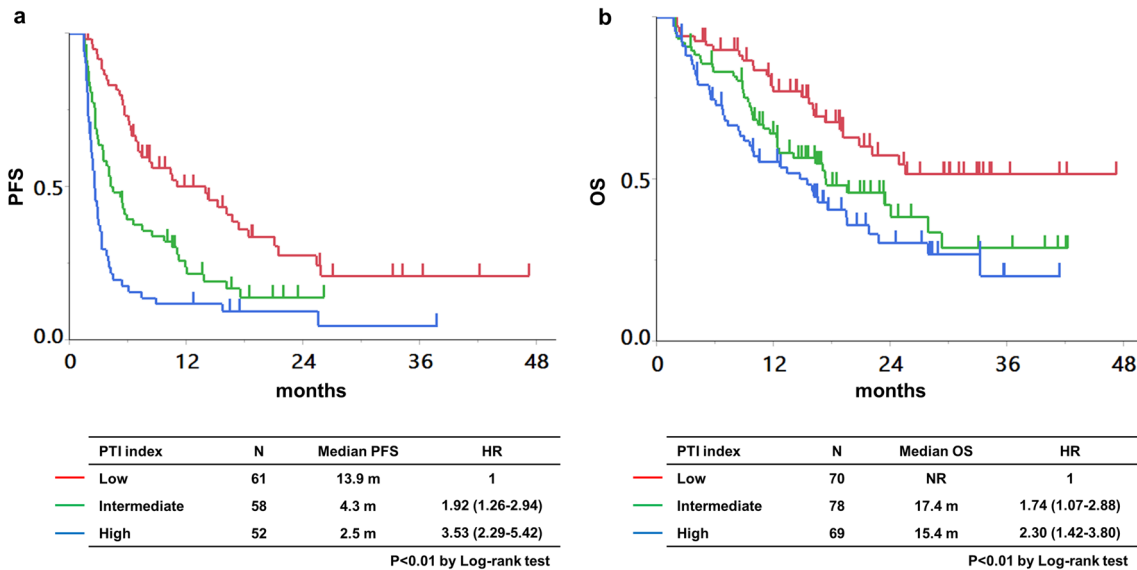 a
PFS
0.5
0.0
0 12 24 36 48
months
PTI index N Median PFS HR
Low 61 13.9 m 1
Intermediate 58 4.3 m 1.92 (1.26-2.94)
High 52 2.5 m 3.53 (2.29-5.42)
P<0.01 by Log-rank test
b
OS
0.5
0.0
0 12 24 36 48
months
PTI index N Median OS HR
Low 70 NR 1
Intermediate 78 17.4 m 1.74 (1.07-2.88)
High 69 15.4 m 2.30 (1.42-3.80)
P<0.01 by Log-rank test